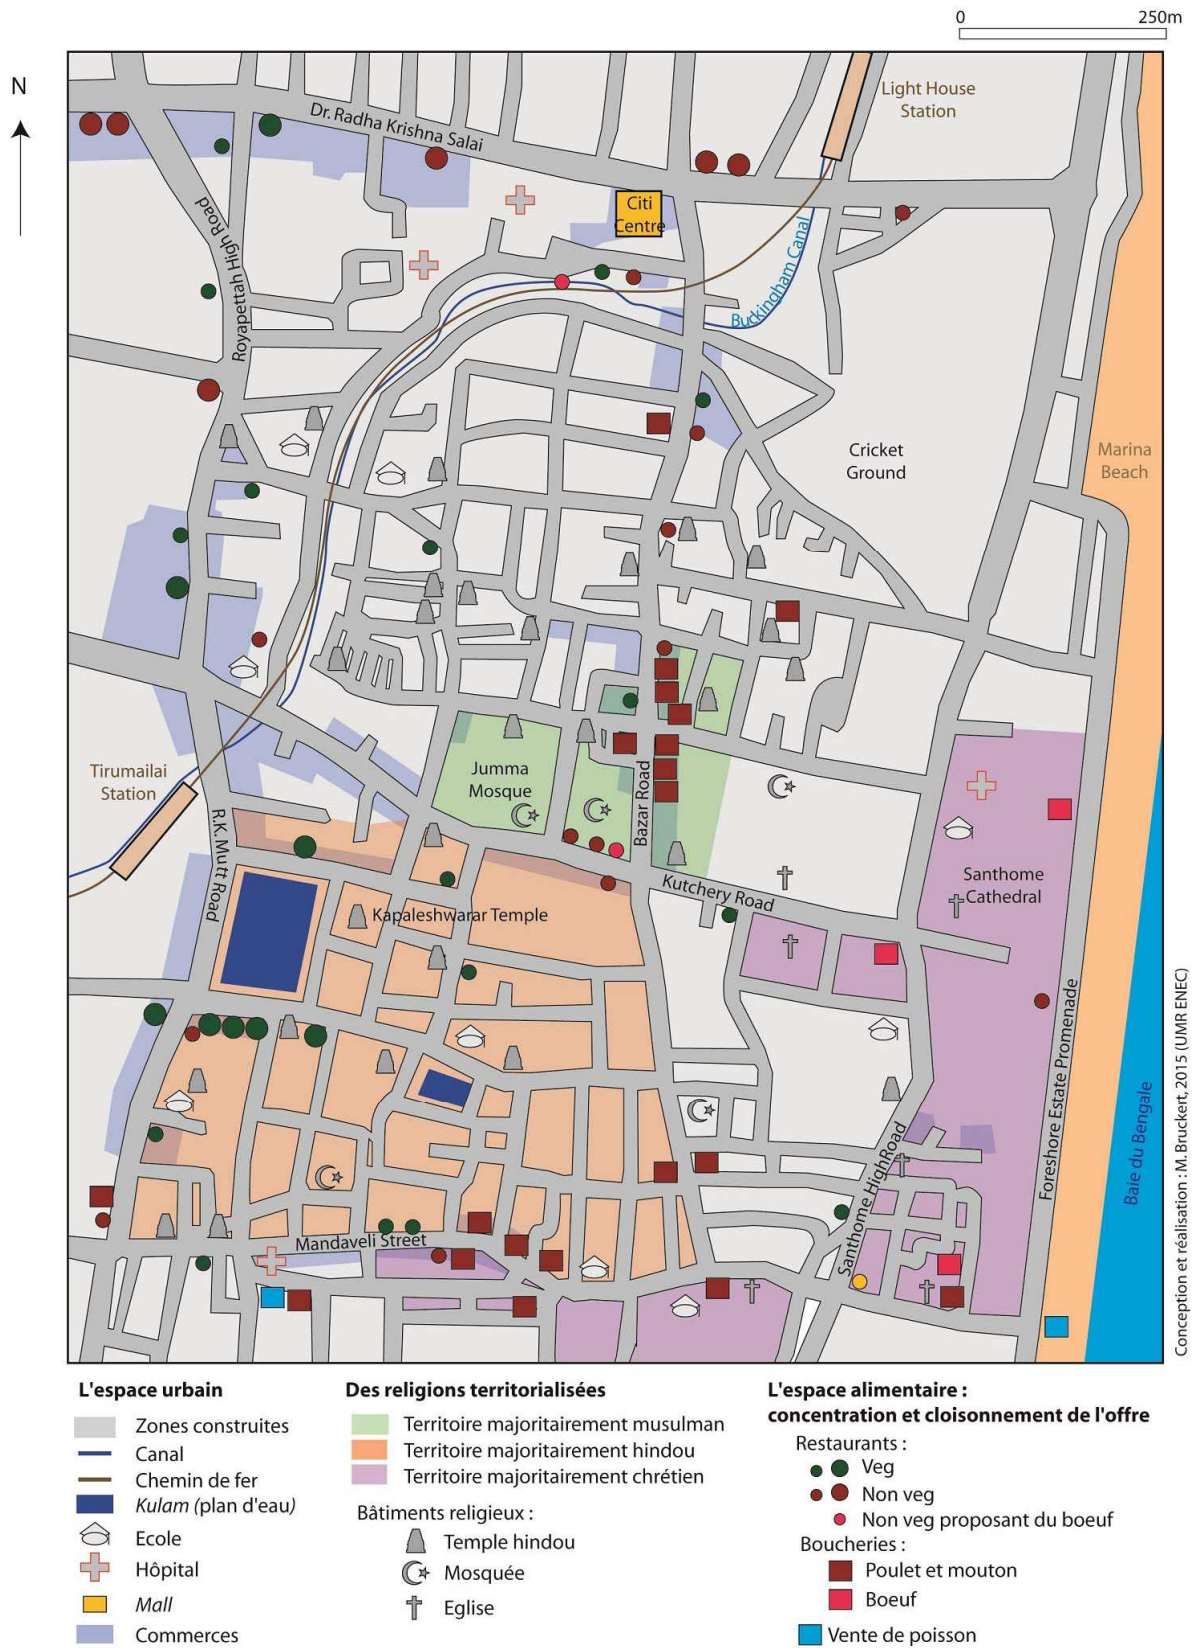 0 250m
N
Light House
Station
Dr. Radha Krishna Salai
Citi
Centre
Royapettah High Road
Buckingham Canal
Cricket
Ground
Marina
Beach
Tirumailai
Station
Jumma
Mosque
Bazar Road
R.K. Mutt Road
Kutchery Road
Santhome
Cathedral
Kapaleshwarar Temple
Foreshore Estate Promenade
Baie du Bengale
Santhome HighRoad
Mandaveli Street
Conception et réalisation : M. Bruckert, 2015 (UMR ENEC)
L'espace urbain
Zones construites
Canal
Chemin de fer
Kulam (plan d'eau)
Ecole
Hôpital
Mall
Commerces
Des religions territorialisées
Territoire majoritairement musulman
Territoire majoritairement hindou
Territoire majoritairement chrétien
Bâtiments religieux :
Temple hindou
Mosquée
Eglise
L'espace alimentaire :
concentration et cloisonnement de l'offre
Restaurants :
Veg
Non veg
Non veg proposant du boeuf
Boucheries :
Poulet et mouton
Boeuf
Vente de poisson